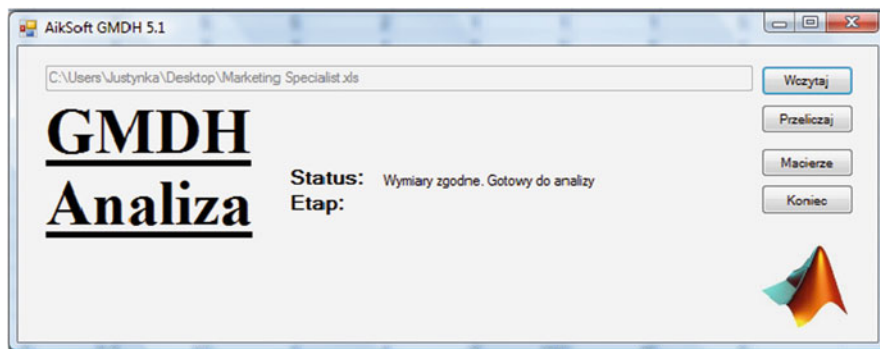 AikSoft GMDH 5.1
C:\Users\Justynka\Desktop\Marketing Specialist.xls
Wczytaj
GMDH
Analiza
Przeliczaj
Status: Wymiary zgodne. Gotowy do analizy
Etap:
Macierze
Koniec